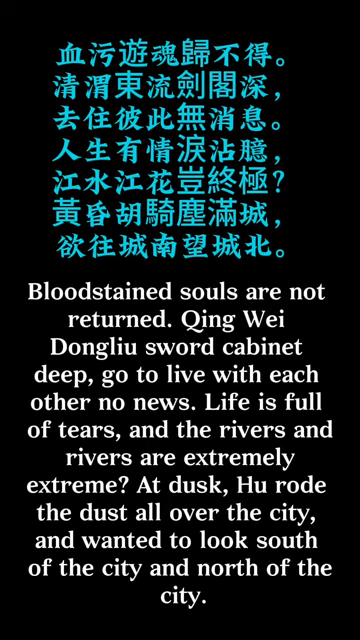 血污遊魂歸不得。
清渭東流劍閣深，
去住彼此無消息。
人生有情淚沾臆，
江水江花豈終極？
黃昏胡騎塵滿城，
欲往城南望城北。
Bloodstained souls are not
returned. Qing Wei
Dongliu sword cabinet
deep, go to live with each
other no news. Life is full
of tears, and the rivers and
rivers are extremely
extreme? At dusk, Hu rode
the dust all over the city,
and wanted to look south
of the city and north of the
city.